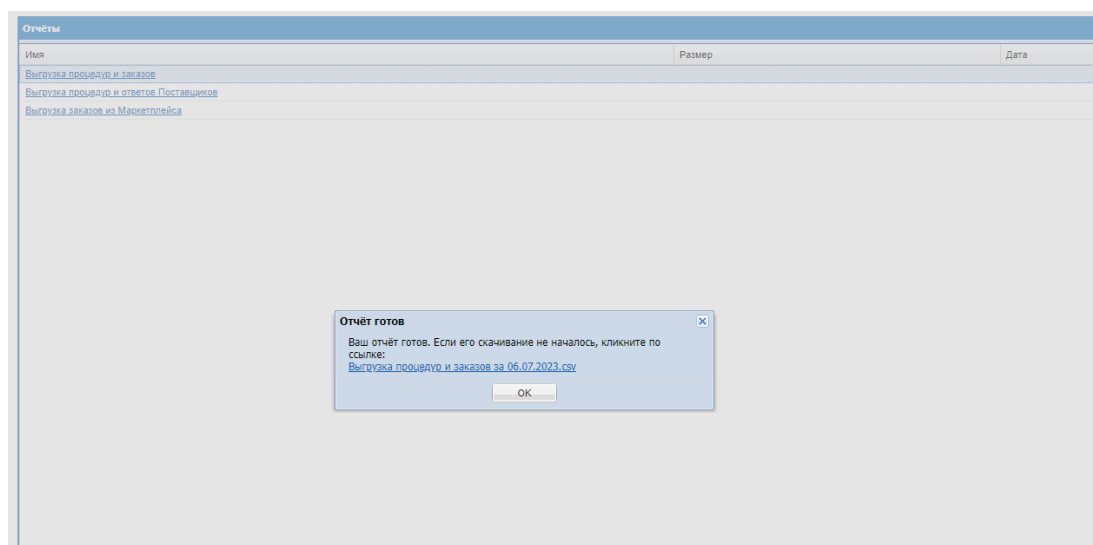 Отчёты
Имя Размер Дата
Выгрузка процедур и заказов
Выгрузка процедур и ответов Поставщиков
Выгрузка заказов из Маркетплейса
Отчёт готов
Ваш отчёт готов. Если его скачивание не началось, кликните по
ссылке:
Выгрузка процедур и заказов за 06.07.2023.csv
OK